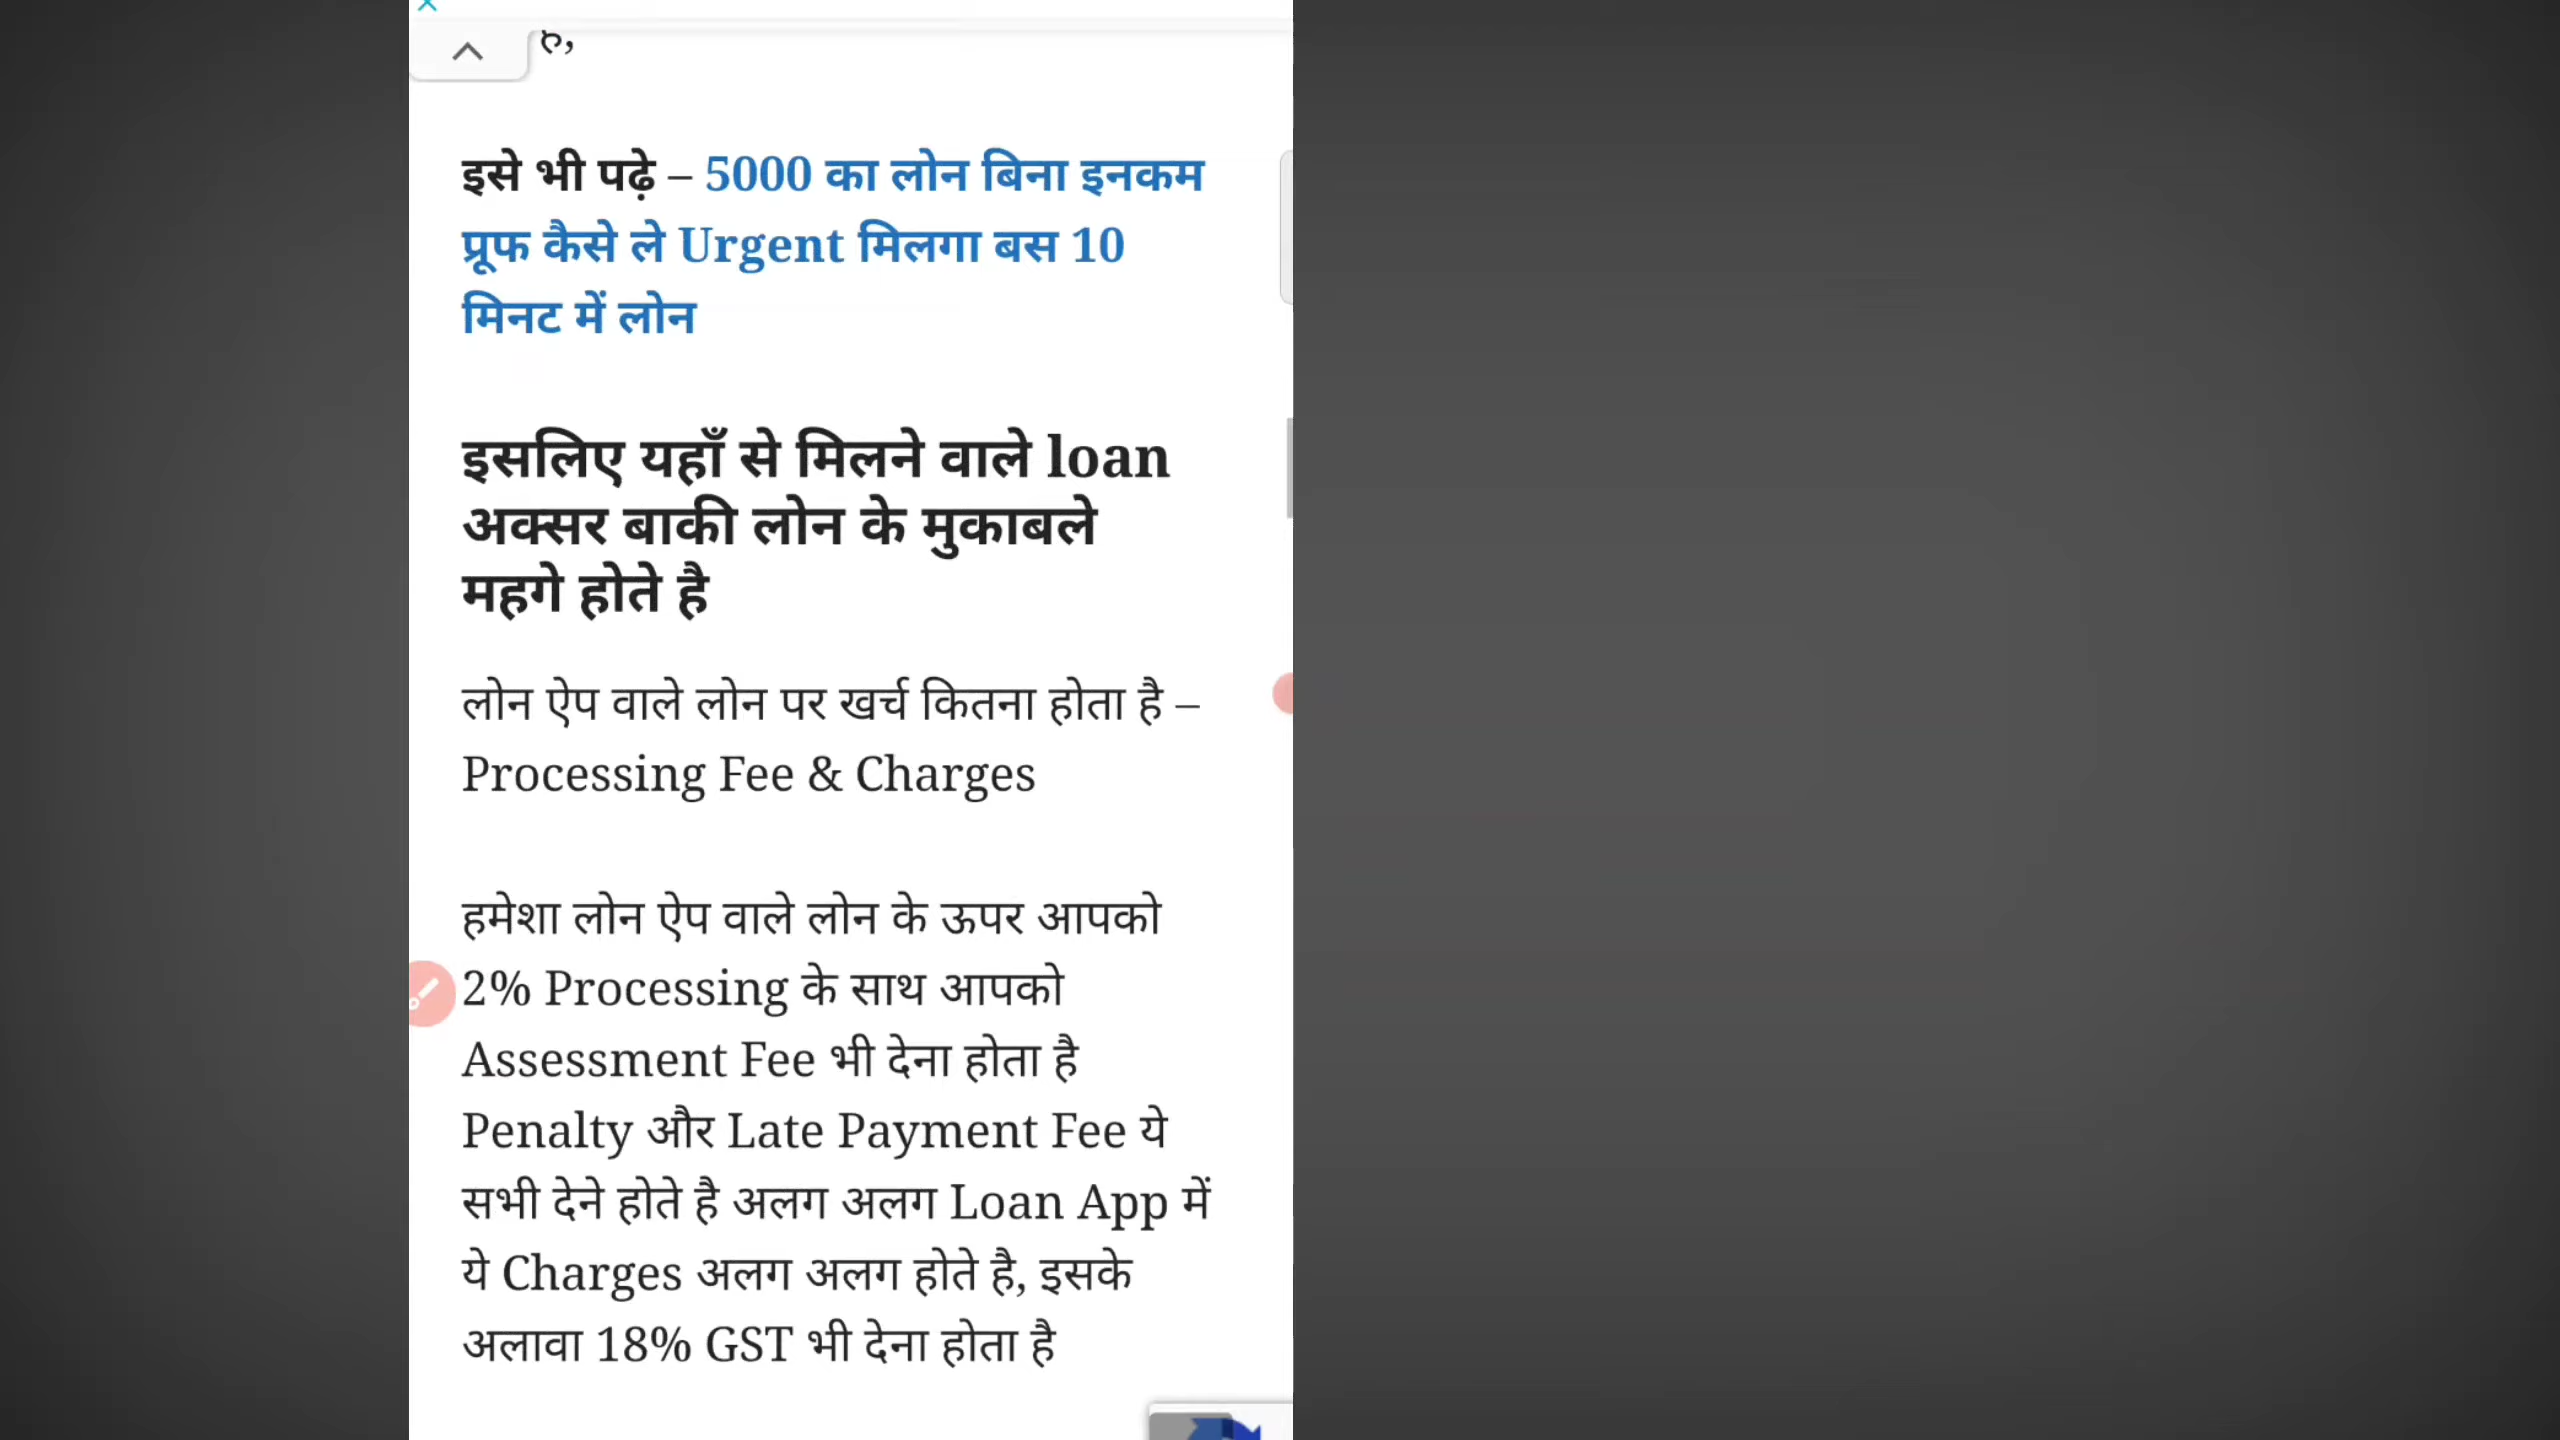 है,
इसे भी पढ़े – 5000 का लोन बिना इनकम
प्रूफ कैसे ले Urgent मिलगा बस 10
मिनट में लोन
इसलिए यहाँ से मिलने वाले loan
अक्सर बाकी लोन के मुकाबले
महगे होते है
लोन ऐप वाले लोन पर खर्च कितना होता है –
Processing Fee & Charges
हमेशा लोन ऐप वाले लोन के ऊपर आपको
2% Processing के साथ आपको
Assessment Fee भी देना होता है
Penalty और Late Payment Fee ये
सभी देने होते है अलग अलग Loan App में
ये Charges अलग अलग होते है, इसके
अलावा 18% GST भी देना होता है